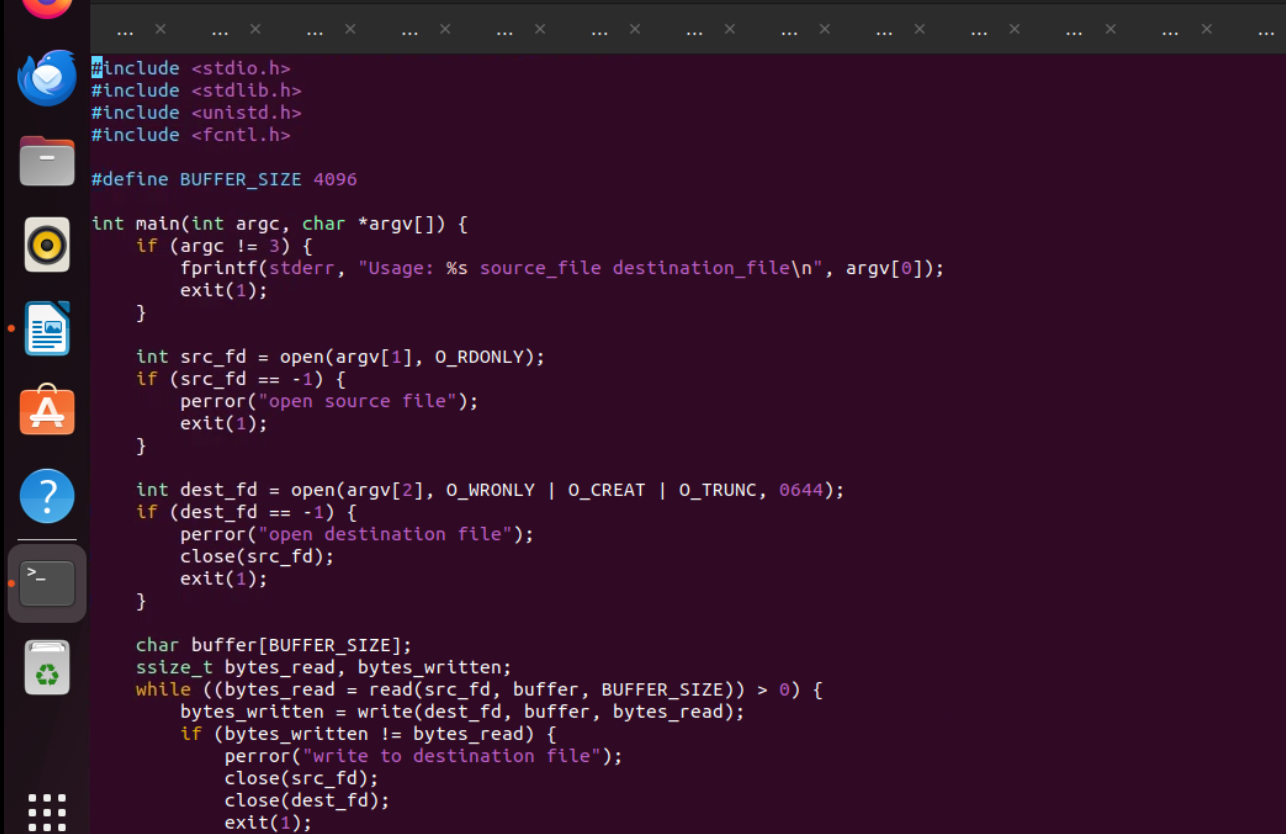 ... × ... × ... × ... × ... × ... × ... × ... × ... × ... × ... × ... × ...
#include <stdio.h>
#include <stdlib.h>
#include <unistd.h>
#include <fcntl.h>

#define BUFFER_SIZE 4096

int main(int argc, char *argv[]) {
    if (argc != 3) {
        fprintf(stderr, "Usage: %s source_file destination_file\n", argv[0]);
        exit(1);
    }

    int src_fd = open(argv[1], O_RDONLY);
    if (src_fd == -1) {
        perror("open source file");
        exit(1);
    }

    int dest_fd = open(argv[2], O_WRONLY | O_CREAT | O_TRUNC, 0644);
    if (dest_fd == -1) {
        perror("open destination file");
        close(src_fd);
        exit(1);
    }

    char buffer[BUFFER_SIZE];
    ssize_t bytes_read, bytes_written;
    while ((bytes_read = read(src_fd, buffer, BUFFER_SIZE)) > 0) {
        bytes_written = write(dest_fd, buffer, bytes_read);
        if (bytes_written != bytes_read) {
            perror("write to destination file");
            close(src_fd);
            close(dest_fd);
            exit(1);